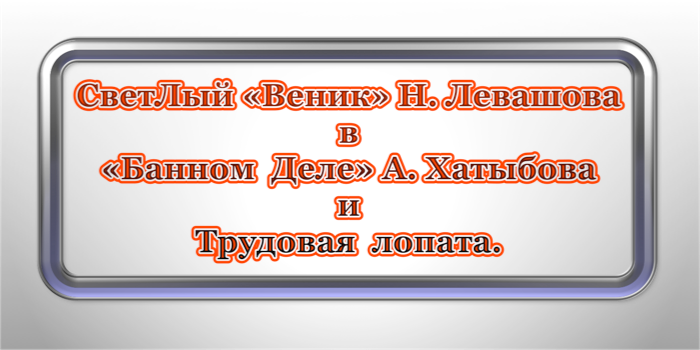 СветЛый «Веник» Н. Левашова
в
«Банном Деле» А. Хатыбова
и
Трудовая лопата.